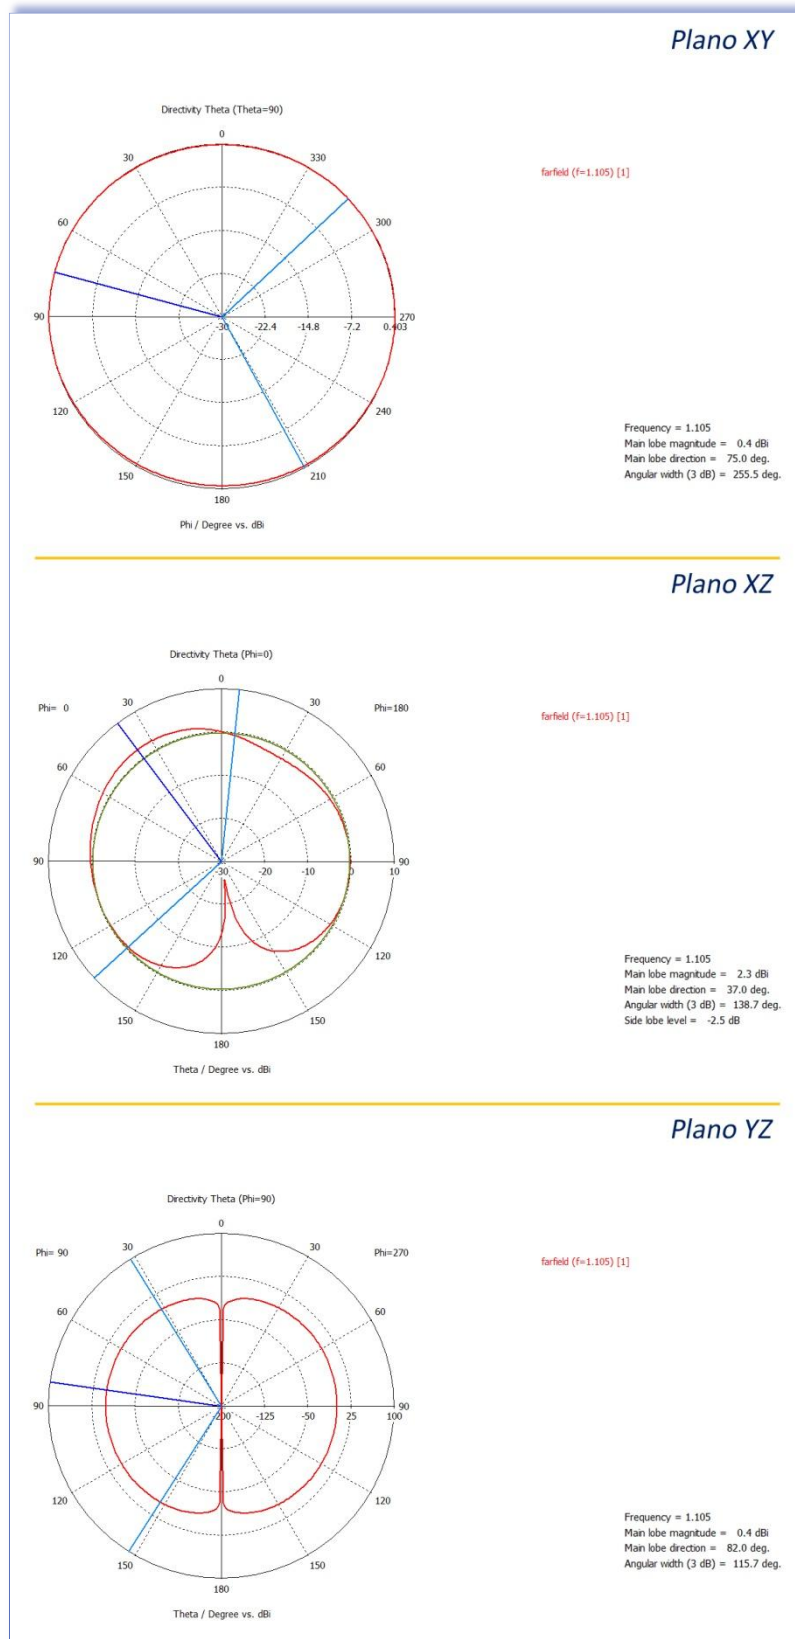 Plano XY
Directivity Theta (Theta=90)
0
30 330
farfield (f=1.105) [1]
60 300
90 -30 -22.4 -14.8 -7.2 0.403 270
120 240
Frequency = 1.105
Main lobe magnitude = 0.4 dBi
Main lobe direction = 75.0 deg.
Angular width (3 dB) = 255.5 deg.
150 210
180
Phi / Degree vs. dBi
Plano XZ
Directivity Theta (Phi=0)
0
Phi= 0 30 30 Phi=180
farfield (f=1.105) [1]
60 60
90 -30 -20 -10 0 10 90
120 120
Frequency = 1.105
Main lobe magnitude = 2.3 dBi
Main lobe direction = 37.0 deg.
Angular width (3 dB) = 138.7 deg.
Side lobe level = -2.5 dB
150 150
180
Theta / Degree vs. dBi
Plano YZ
Directivity Theta (Phi=90)
0
Phi= 90 30 30 Phi=270
farfield (f=1.105) [1]
60 60
90 -200 -125 -50 25 100 90
120 120
Frequency = 1.105
Main lobe magnitude = 0.4 dBi
Main lobe direction = 82.0 deg.
Angular width (3 dB) = 115.7 deg.
150 150
180
Theta / Degree vs. dBi